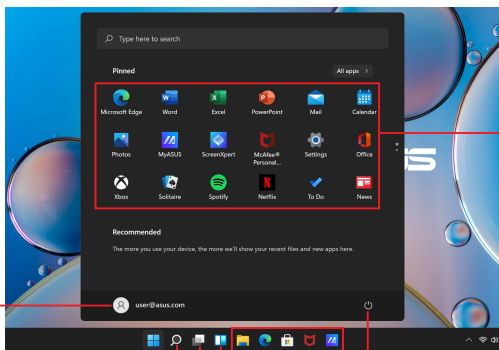 Type here to search
Pinned
All apps >
Microsoft Edge Word Excel PowerPoint Mail Calendar
Photos MyASUS ScreenXpert McAfee® Personal... Settings Office
Xbox Solitaire Spotify Netflix To Do News
Recommended
The more you use your device, the more we'll show your recent files and new apps here.
user@asus.com